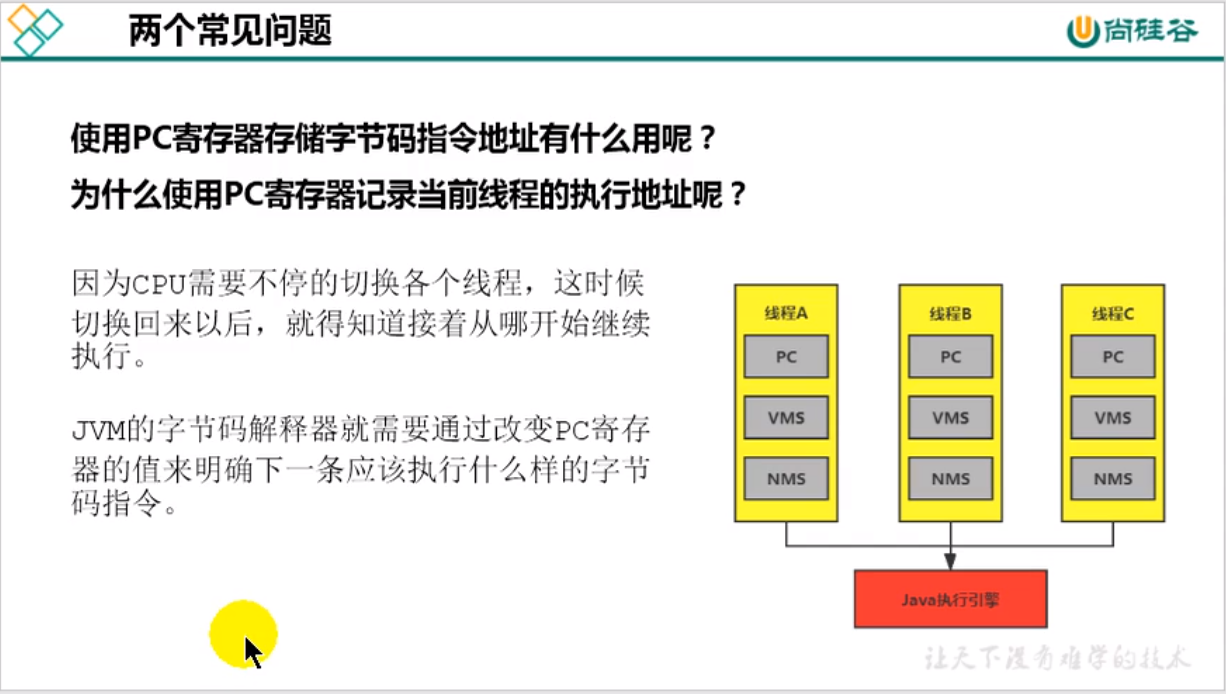 两个常见问题
尚硅谷
使用PC寄存器存储字节码指令地址有什么用呢？
为什么使用PC寄存器记录当前线程的执行地址呢？
因为CPU需要不停的切换各个线程，这时候
切换回来以后，就得知道接着从哪开始继续
执行。
JVM的字节码解释器就需要通过改变PC寄存
器的值来明确下一条应该执行什么样的字节
码指令。
线程A
PC
VMS
NMS
线程B
PC
VMS
NMS
线程C
PC
VMS
NMS
Java执行引擎
让天下没有难学的技术